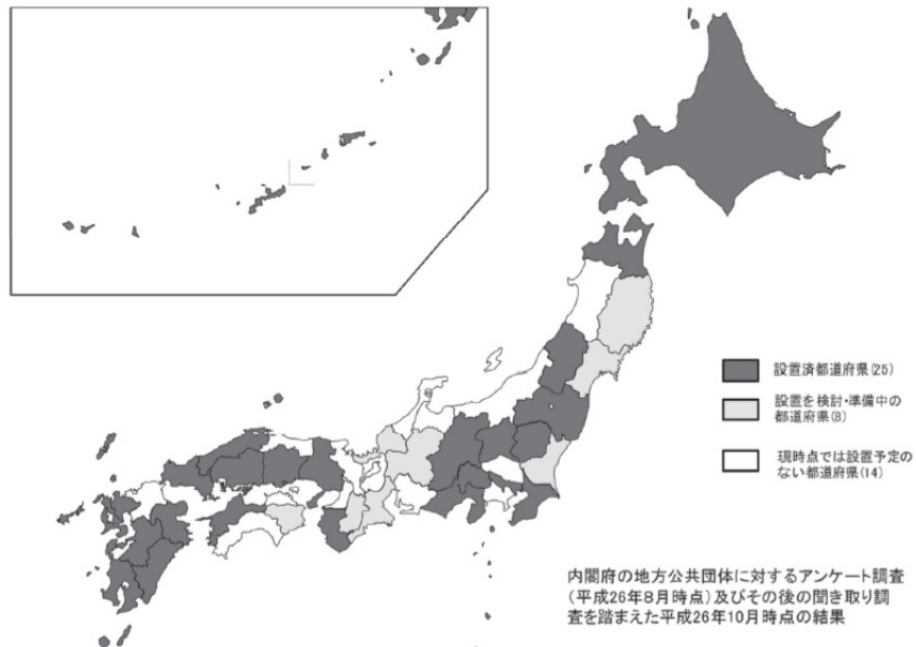 設置済都道府県(25)
設置を検討・準備中の
都道府県(8)
現時点では設置予定の
ない都道府県(14)
内閣府の地方公共団体に対するアンケート調査
(平成26年8月時点)及びその後の聞き取り調
査を踏まえた平成26年10月時点の結果